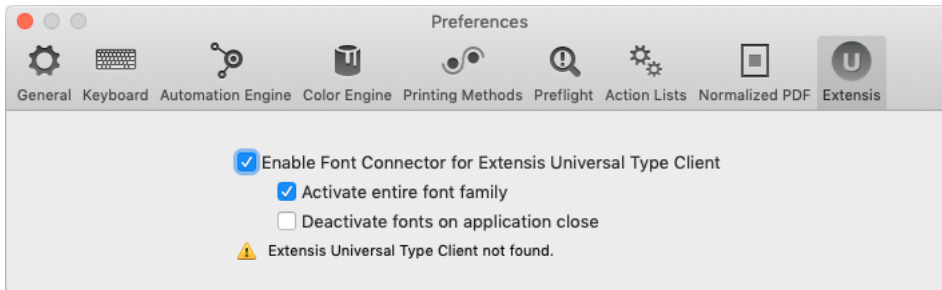 Preferences
General Keyboard Automation Engine Color Engine Printing Methods Preflight Action Lists Normalized PDF Extensis
Enable Font Connector for Extensis Universal Type Client
Activate entire font family
Deactivate fonts on application close
Extensis Universal Type Client not found.